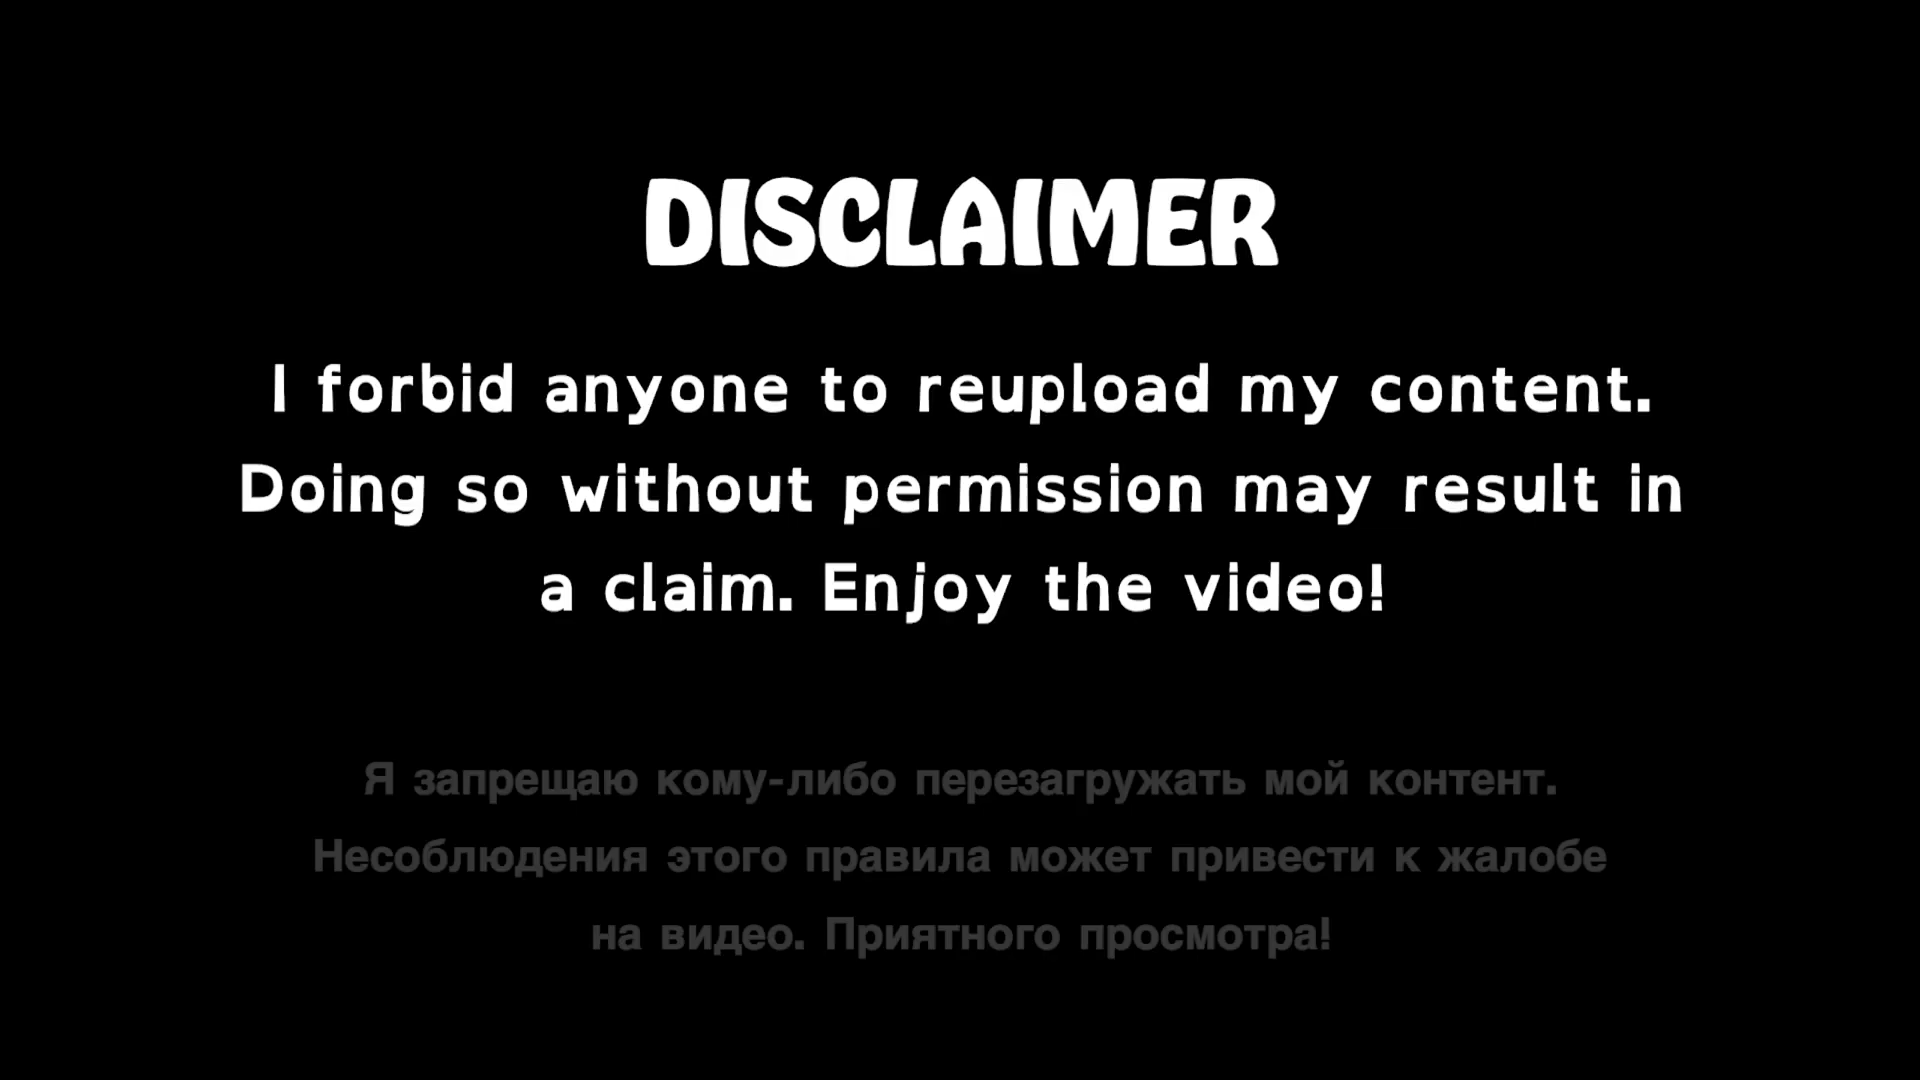 DISCLAIMER
I forbid anyone to reupload my content.
Doing so without permission may result in
a claim. Enjoy the video!
Я запрещаю кому-либо перезагружать мой контент.
Несоблюдения этого правила может привести к жалобе
на видео. Приятного просмотра!